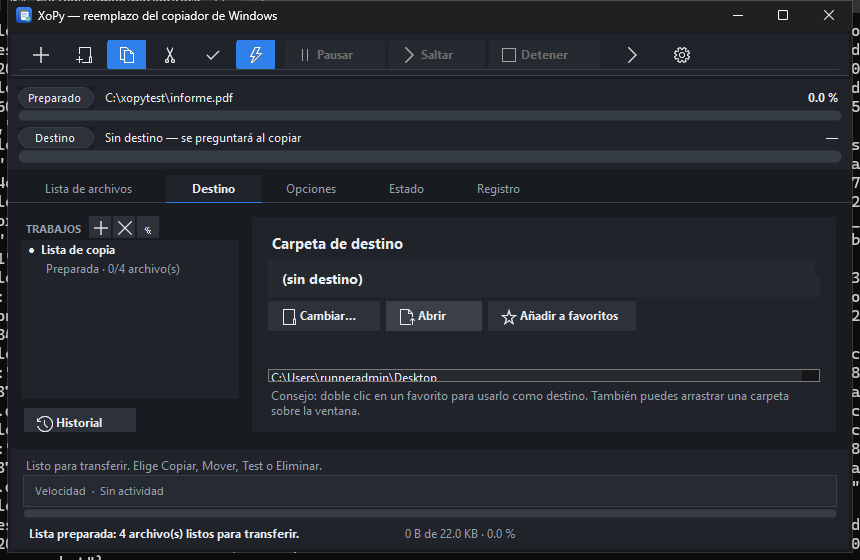 XoPy — reemplazo del copiador de Windows
Pausar
Saltar
Detener
Preparado
C:\xopytest\informe.pdf
0.0 %
Destino
Sin destino — se preguntará al copiar
—
Lista de archivos
Destino
Opciones
Estado
Registro
TRABAJOS
Lista de copia
Preparada · 0/4 archivo(s)
Carpeta de destino
(sin destino)
Cambiar...
Abrir
Añadir a favoritos
C:\Users\runneradmin\Desktop
Consejo: doble clic en un favorito para usarlo como destino. También puedes arrastrar una carpeta
sobre la ventana.
Historial
Listo para transferir. Elige Copiar, Mover, Test o Eliminar.
Velocidad · Sin actividad
Lista preparada: 4 archivo(s) listos para transferir.
0 B de 22.0 KB · 0.0 %